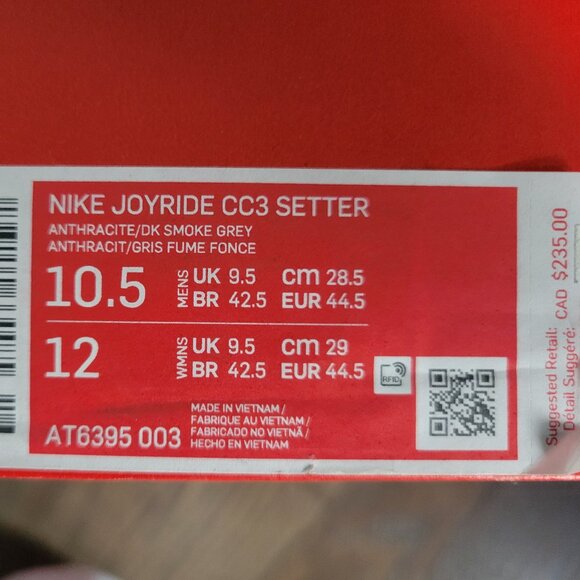 NIKE JOYRIDE CC3 SETTER
ANTHRACITE/DK SMOKE GREY
ANTHRACIT/GRIS FUME FONCE
10.5 MENS UK 9.5 cm 28.5
BR 42.5 EUR 44.5
12 WMNS UK 9.5 cm 29
BR 42.5 EUR 44.5
RFID
AT6395 003
MADE IN VIETNAM /
FABRIQUE AU VIETNAM /
FABRICADO NO VIETNÃ /
HECHO EN VIETNAM
Suggested Retail: CAD $235.00
Détail Suggéré: